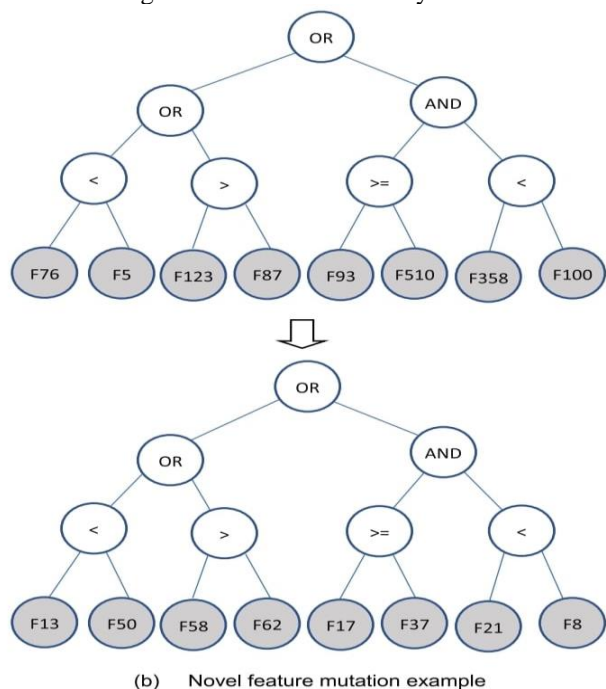 OR
OR AND
< > >= <
F76 F5 F123 F87 F93 F510 F358 F100
OR
OR AND
< > >= <
F13 F50 F58 F62 F17 F37 F21 F8
(b) Novel feature mutation example